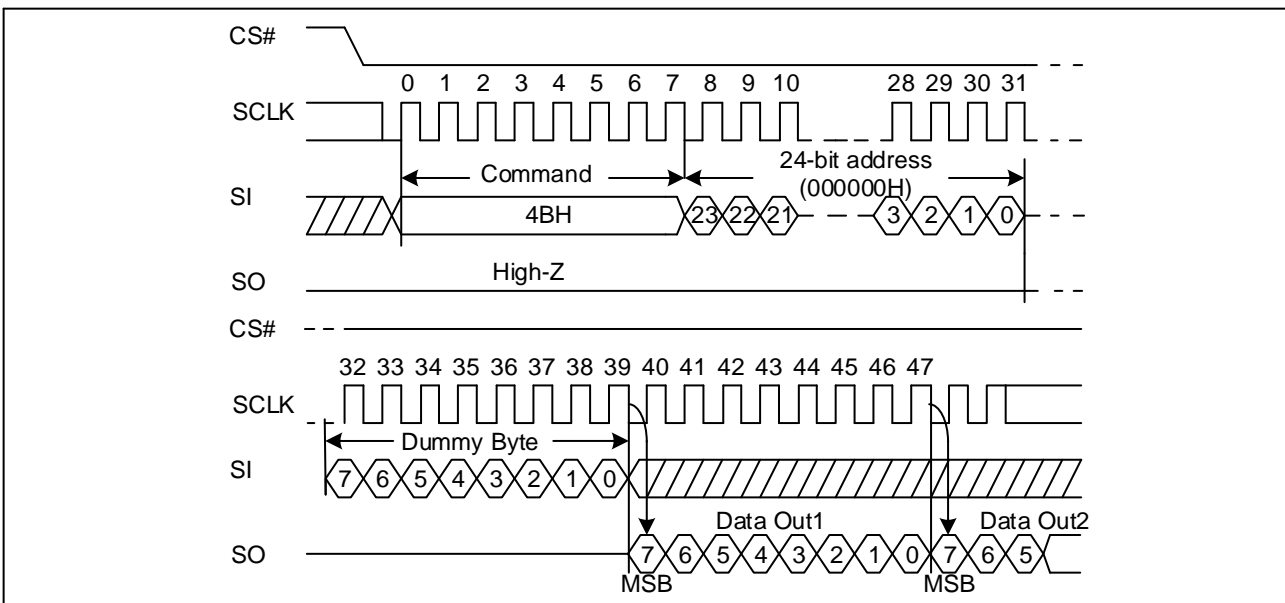 CS#
0 1 2 3 4 5 6 7 8 9 10 28 29 30 31
SCLK
Command
24-bit address
(000000H)
SI
4BH
23 22 21 3 2 1 0
High-Z
SO
CS#
32 33 34 35 36 37 38 39 40 41 42 43 44 45 46 47
SCLK
Dummy Byte
SI
7 6 5 4 3 2 1 0
Data Out1 Data Out2
SO
7 6 5 4 3 2 1 0 7 6 5
MSB MSB